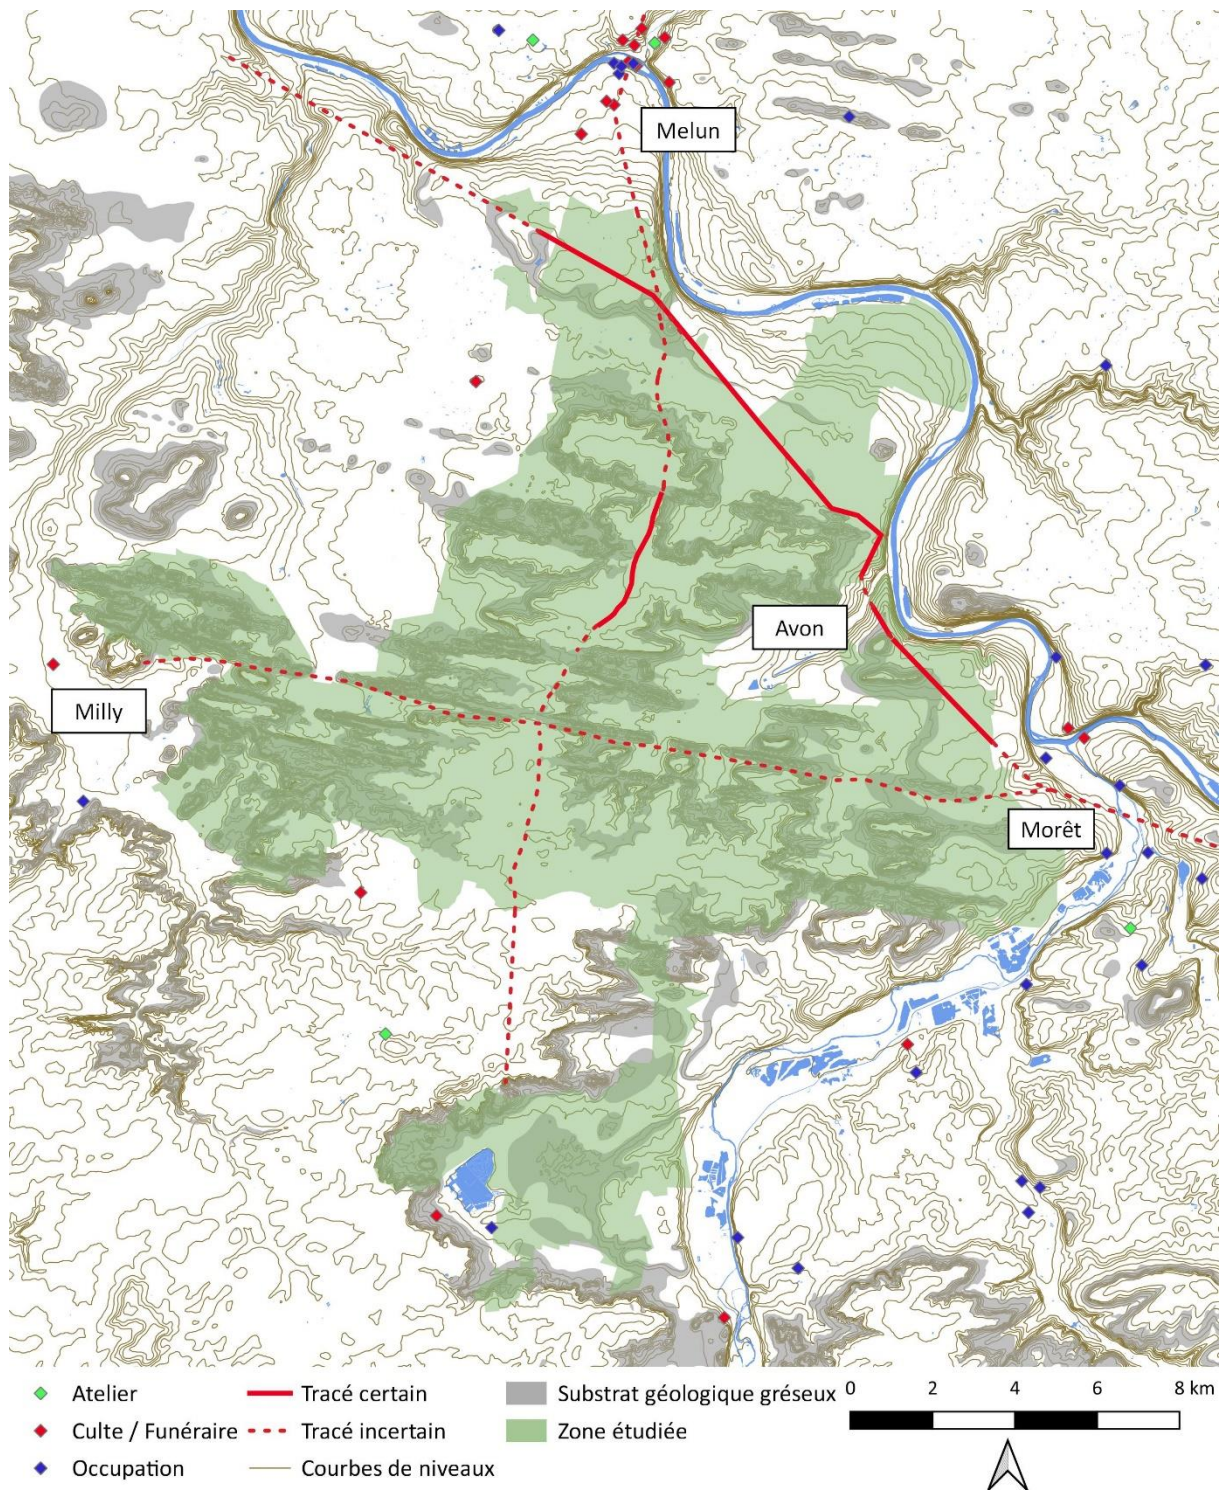 Melun
Avon
Milly
Morêt
Atelier
Tracé certain
Substrat géologique gréseux
0 2 4 6 8 km
Culte / Funéraire
Tracé incertain
Zone étudiée
Occupation
Courbes de niveaux